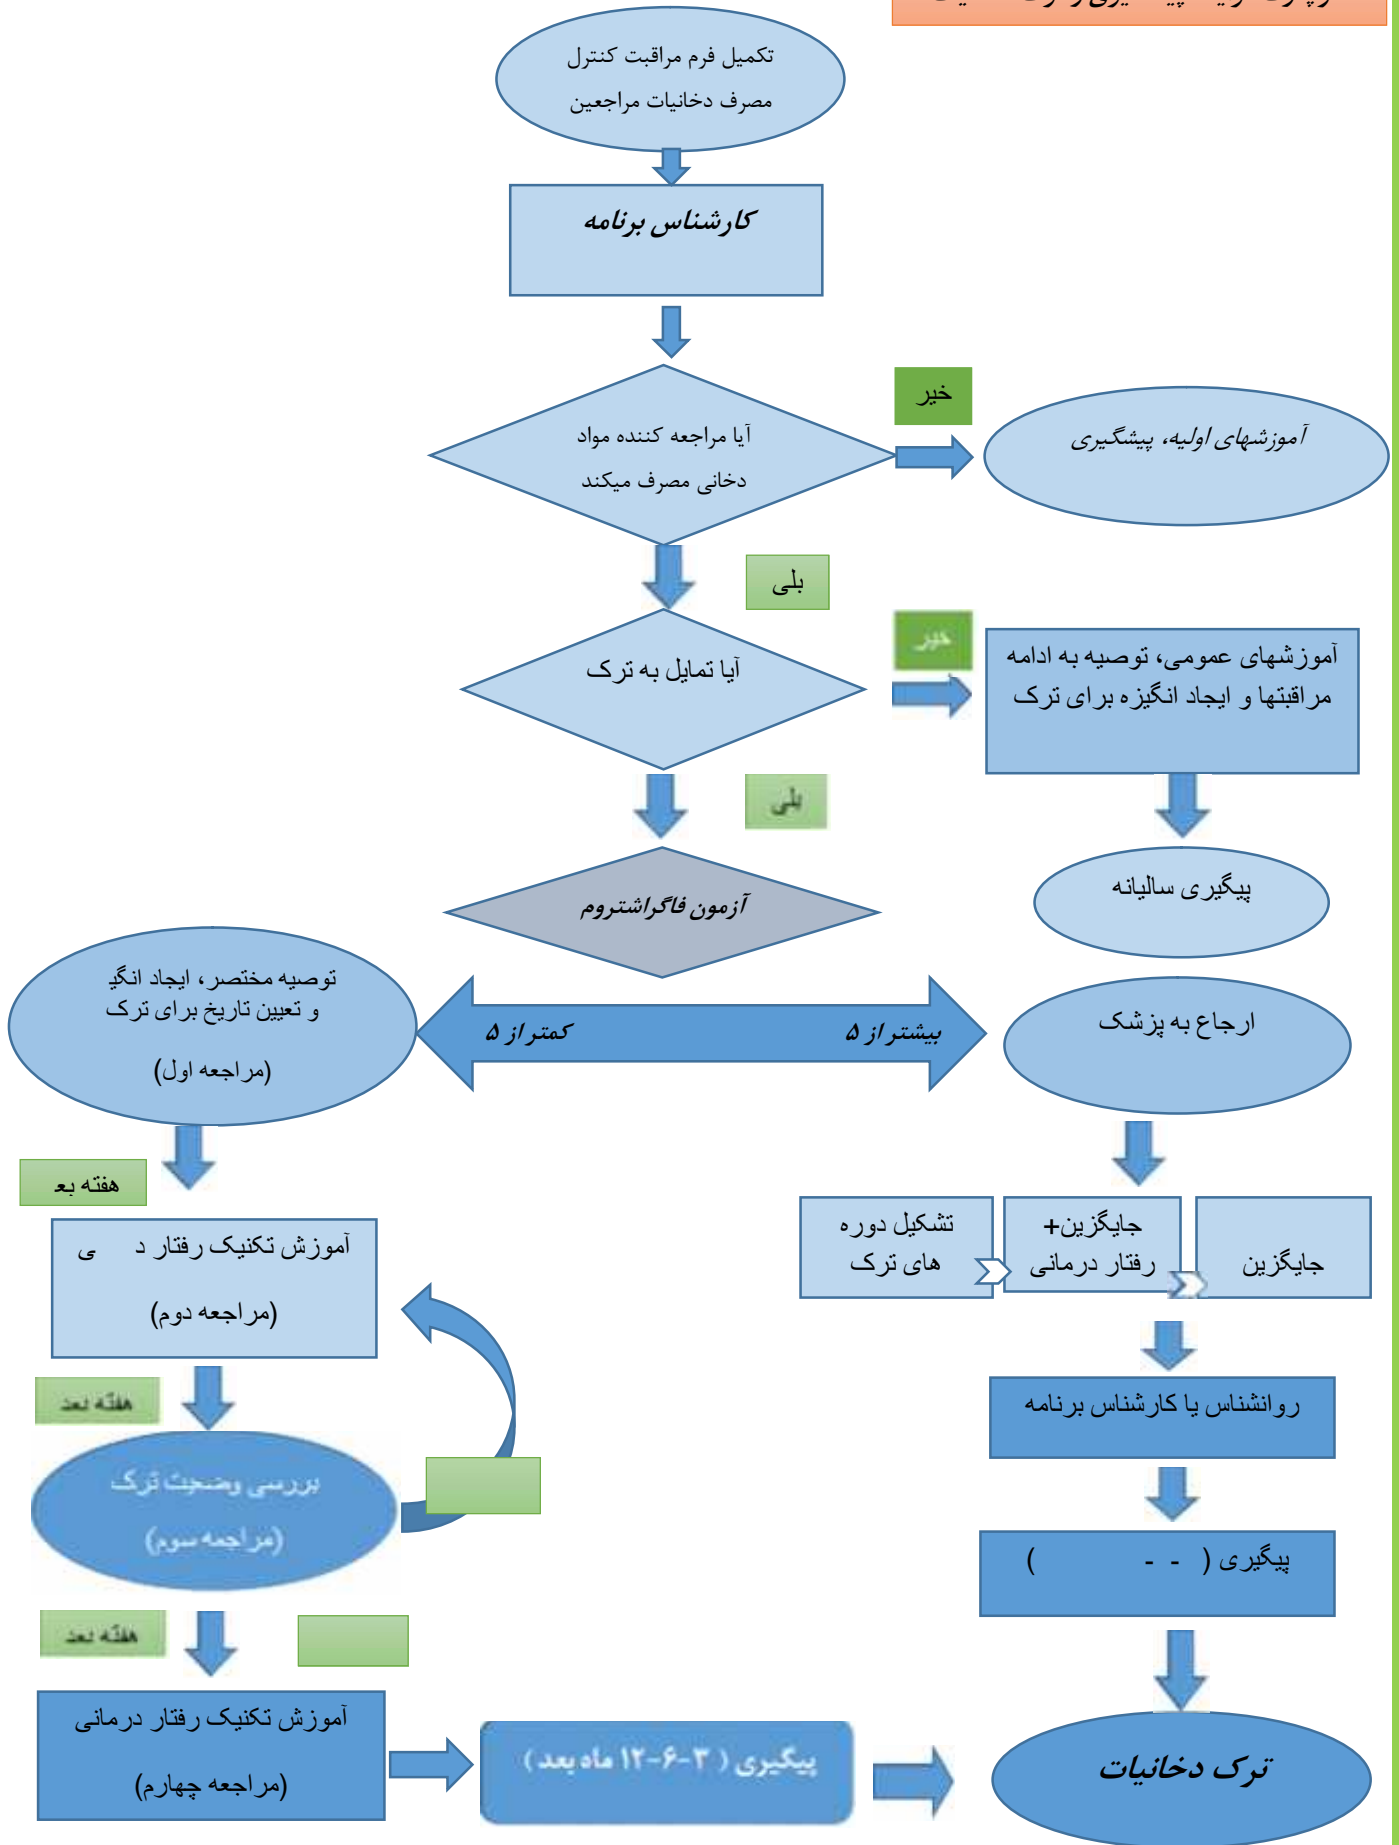 تکمیل فرم مراقبت کنترل
مصرف دخانیات مراجعین
کارشناس برنامه
آیا مراجعه کننده مواد
دخانی مصرف میکند
خیر
آموزشهای اولیه، پیشگیری
بلی
آیا تمایل به ترک
خیر
آموزشهای عمومی، توصیه به ادامه
مراقبتها و ایجاد انگیزه برای ترک
بلی
پیگیری سالیانه
آزمون فاگراشتروم
بیشتر از ۵
کمتر از ۵
ارجاع به پزشک
توصیه مختصر، ایجاد انگی
و تعیین تاریخ برای ترک
(مراجعه اول)
هفته بع
آموزش تکنیک رفتار د ی
(مراجعه دوم)
هفته بعد
بررسی وضعیت ترک
(مراجعه سوم)
هفته بعد
آموزش تکنیک رفتار درمانی
(مراجعه چهارم)
پیگیری ( ۳-۶-۱۲ ماه بعد )
جایگزین
جایگزین+
رفتار درمانی
تشکیل دوره
های ترک
روانشناس یا کارشناس برنامه
پیگیری ( - - )
ترک دخانیات